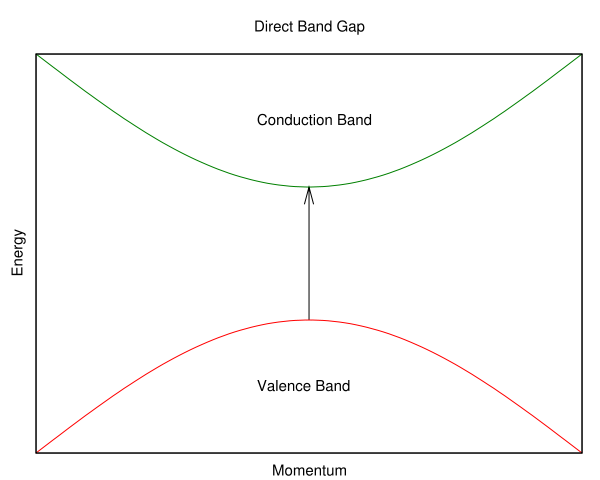 Direct Band Gap
Conduction Band
Energy
Valence Band
Momentum